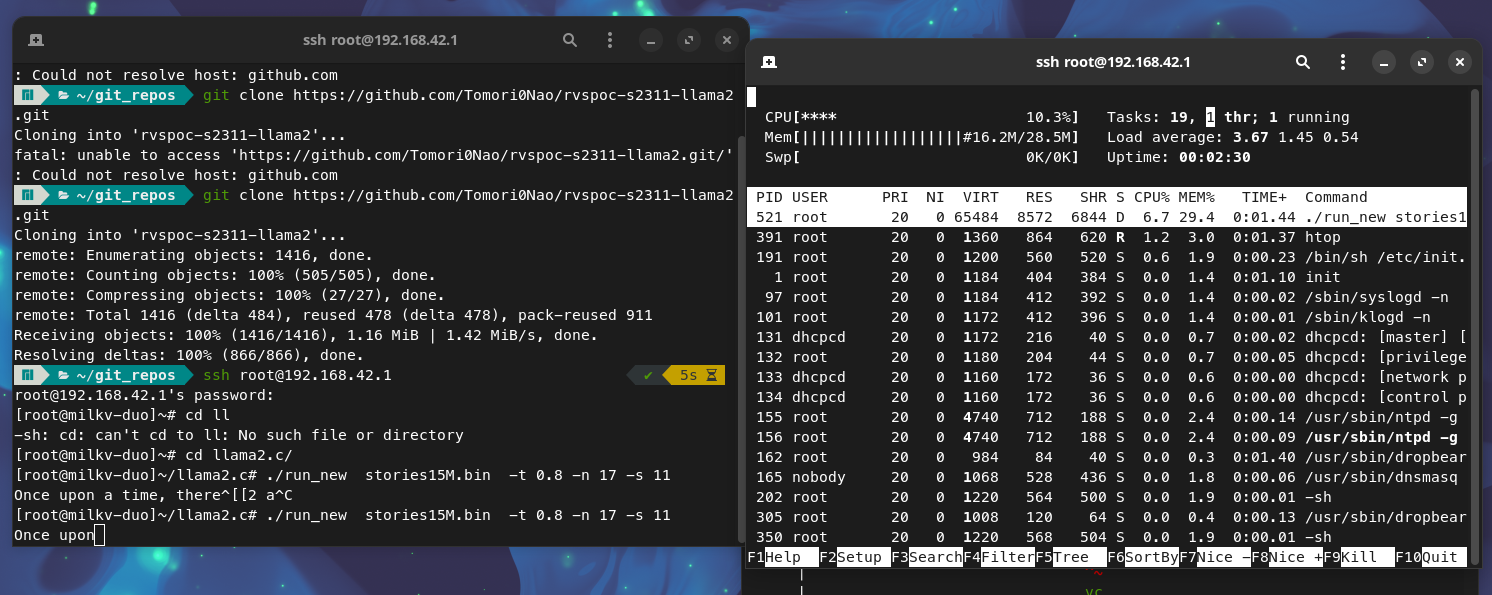 ssh root@192.168.42.1
: Could not resolve host: github.com
~/git_repos git clone https://github.com/Tomori0Nao/rvspoc-s2311-llama2
.git
Cloning into 'rvspoc-s2311-llama2'...
fatal: unable to access 'https://github.com/Tomori0Nao/rvspoc-s2311-llama2.git/'
: Could not resolve host: github.com
~/git_repos git clone https://github.com/Tomori0Nao/rvspoc-s2311-llama2
.git
Cloning into 'rvspoc-s2311-llama2'...
remote: Enumerating objects: 1416, done.
remote: Counting objects: 100% (505/505), done.
remote: Compressing objects: 100% (27/27), done.
remote: Total 1416 (delta 484), reused 478 (delta 478), pack-reused 911
Receiving objects: 100% (1416/1416), 1.16 MiB | 1.42 MiB/s, done.
Resolving deltas: 100% (866/866), done.
~/git_repos ssh root@192.168.42.1 ✔ 5s
root@192.168.42.1's password:
[root@milkv-duo]~# cd ll
-sh: cd: can't cd to ll: No such file or directory
[root@milkv-duo]~# cd llama2.c/
[root@milkv-duo]~/llama2.c# ./run_new  stories15M.bin  -t 0.8 -n 17 -s 11
Once upon a time, there^[[2 a^C
[root@milkv-duo]~/llama2.c# ./run_new  stories15M.bin  -t 0.8 -n 17 -s 11
Once upon
ssh root@192.168.42.1
CPU[**** 10.3%] Tasks: 19, 1 thr; 1 running
Mem[||||||||||||||||||#16.2M/28.5M] Load average: 3.67 1.45 0.54
Swp[ 0K/0K] Uptime: 00:02:30
PID USER PRI NI VIRT RES SHR S CPU% MEM% TIME+ Command
521 root 20 0 65484 8572 6844 D 6.7 29.4 0:01.44 ./run_new stories1
391 root 20 0 1360 864 620 R 1.2 3.0 0:01.37 htop
191 root 20 0 1200 560 520 S 0.6 1.9 0:00.23 /bin/sh /etc/init.
1 root 20 0 1184 404 384 S 0.0 1.4 0:01.10 init
97 root 20 0 1184 412 392 S 0.0 1.4 0:00.02 /sbin/syslogd -n
101 root 20 0 1172 412 396 S 0.0 1.4 0:00.01 /sbin/klogd -n
131 dhcpcd 20 0 1172 216 40 S 0.0 0.7 0:00.02 dhcpcd: [master] [
132 root 20 0 1180 204 44 S 0.0 0.7 0:00.05 dhcpcd: [privilege
133 dhcpcd 20 0 1160 172 36 S 0.0 0.6 0:00.00 dhcpcd: [network p
134 dhcpcd 20 0 1160 172 36 S 0.0 0.6 0:00.00 dhcpcd: [control p
155 root 20 0 4740 712 188 S 0.0 2.4 0:00.14 /usr/sbin/ntpd -g
156 root 20 0 4740 712 188 S 0.0 2.4 0:00.09 /usr/sbin/ntpd -g
162 root 20 0 984 84 40 S 0.0 0.3 0:01.40 /usr/sbin/dropbear
165 nobody 20 0 1068 528 436 S 0.0 1.8 0:00.06 /usr/sbin/dnsmasq
202 root 20 0 1220 564 500 S 0.0 1.9 0:00.01 -sh
305 root 20 0 1008 120 64 S 0.0 0.4 0:00.13 /usr/sbin/dropbear
350 root 20 0 1220 568 504 S 0.0 1.9 0:00.01 -sh
F1Help F2Setup F3SearchF4FilterF5Tree F6SortByF7Nice -F8Nice +F9Kill F10Quit